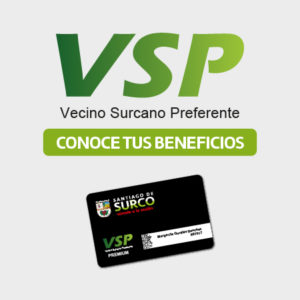 VSP
Vecino Surcano Preferente
CONOCE TUS BENEFICIOS
SANTIAGO DE
SURCO
VSP
PREMIUM